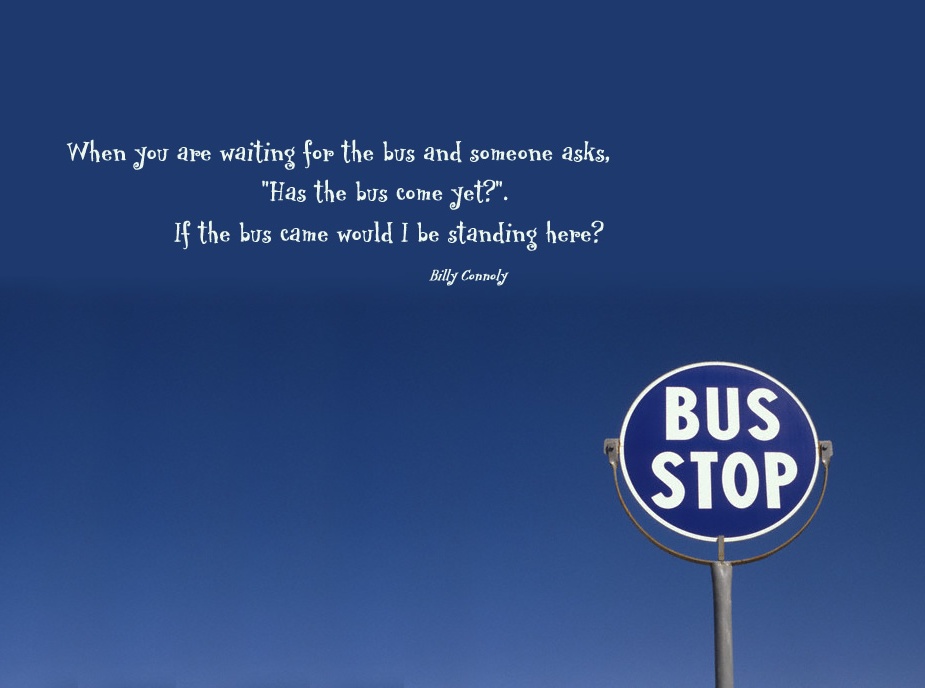 When you are waiting for the bus and someone asks,
"Has the bus come yet?".
If the bus came would I be standing here?
Billy Connoly
BUS
STOP